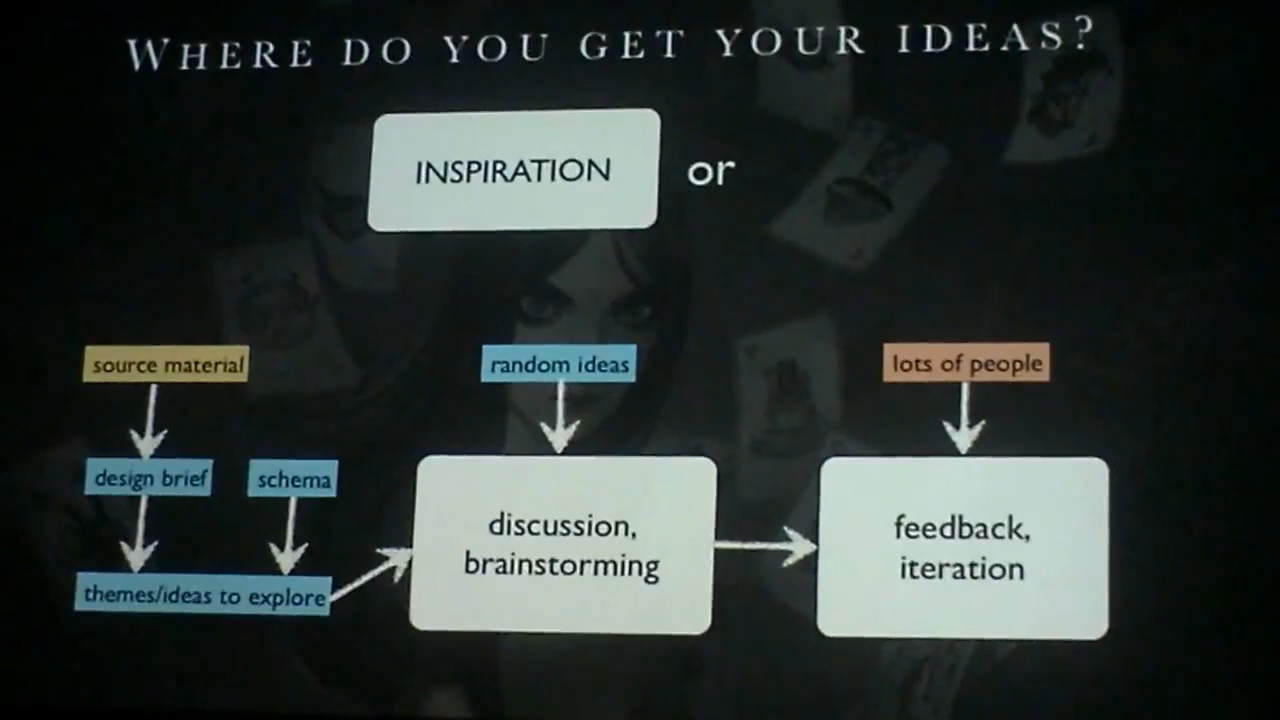 WHERE DO YOU GET YOUR IDEAS?
INSPIRATION or
source material
random ideas
lots of people
design brief
schema
themes/ideas to explore
discussion,
brainstorming
feedback,
iteration